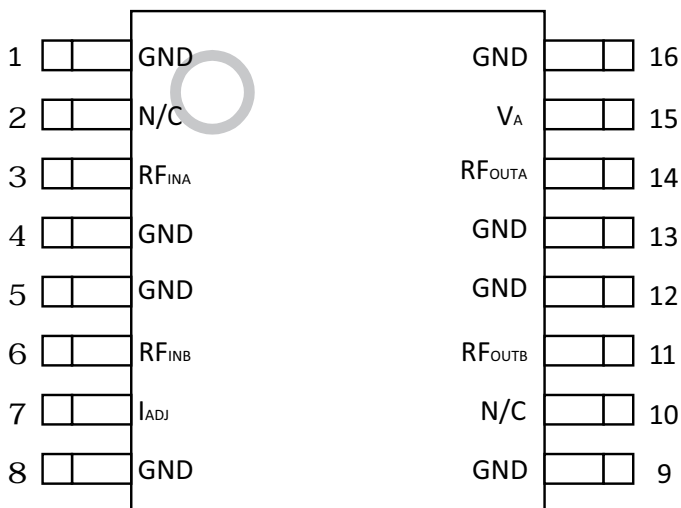 1 GND GND 16
2 N/C VA 15
3 RFINA RFOUTA 14
4 GND GND 13
5 GND GND 12
6 RFINB RFOUTB 11
7 IADJ N/C 10
8 GND GND 9